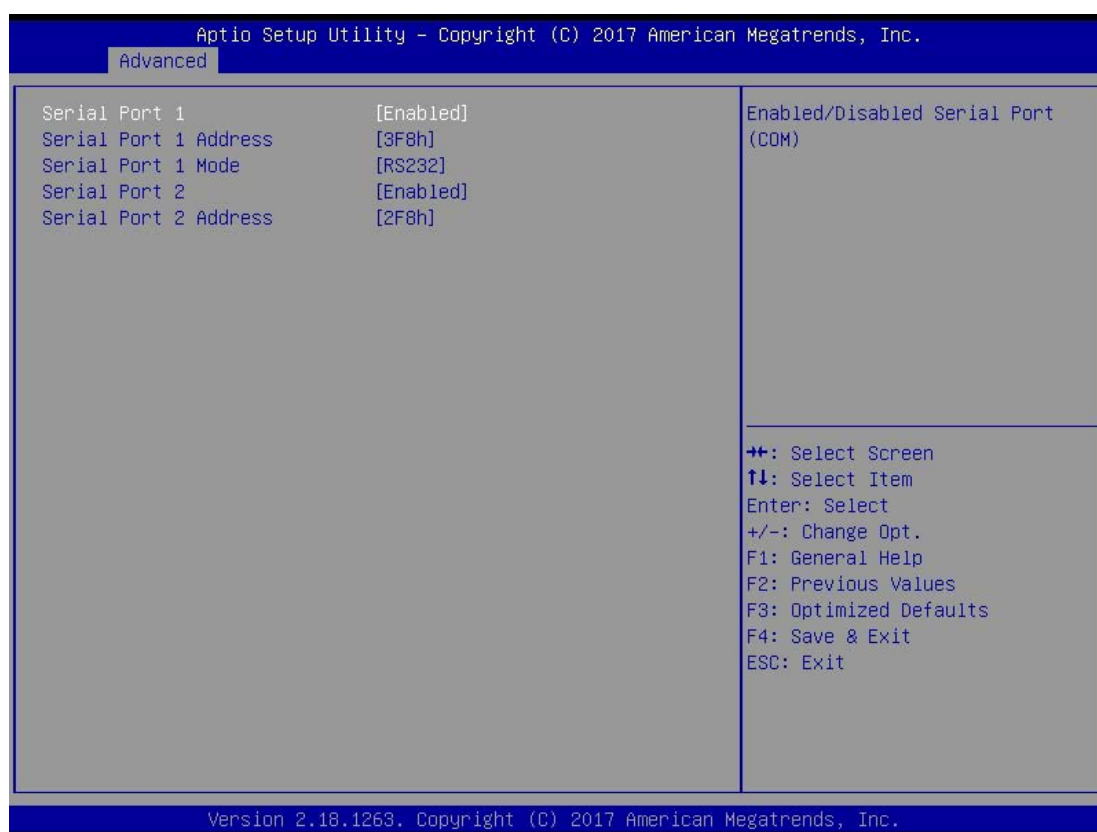 Aptio Setup Utility – Copyright (C) 2017 American Megatrends, Inc.
Advanced
Serial Port 1 [Enabled]
Serial Port 1 Address [3F8h]
Serial Port 1 Mode [RS232]
Serial Port 2 [Enabled]
Serial Port 2 Address [2F8h]
Enabled/Disabled Serial Port
(COM)
→←: Select Screen
↑↓: Select Item
Enter: Select
+/-: Change Opt.
F1: General Help
F2: Previous Values
F3: Optimized Defaults
F4: Save & Exit
ESC: Exit
Version 2.18.1263. Copyright (C) 2017 American Megatrends, Inc.